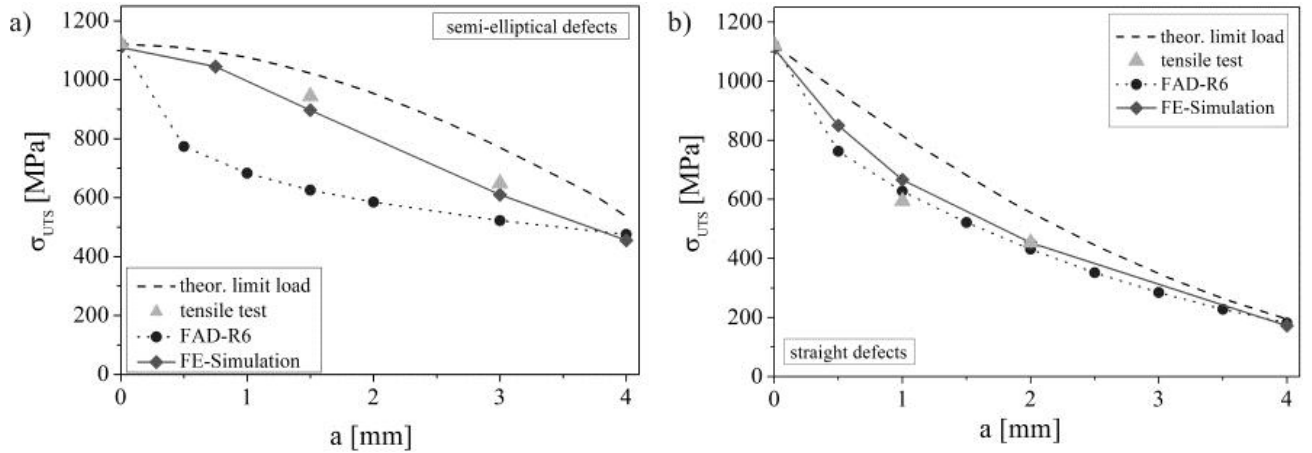 a)
1200
1000
800
600
400
200
0
σUTS [MPa]
semi-elliptical defects
theor. limit load
tensile test
FAD-R6
FE-Simulation
0 1 2 3 4
a [mm]
b)
1200
1000
800
600
400
200
0
σUTS [MPa]
theor. limit load
tensile test
FAD-R6
FE-Simulation
straight defects
0 1 2 3 4
a [mm]